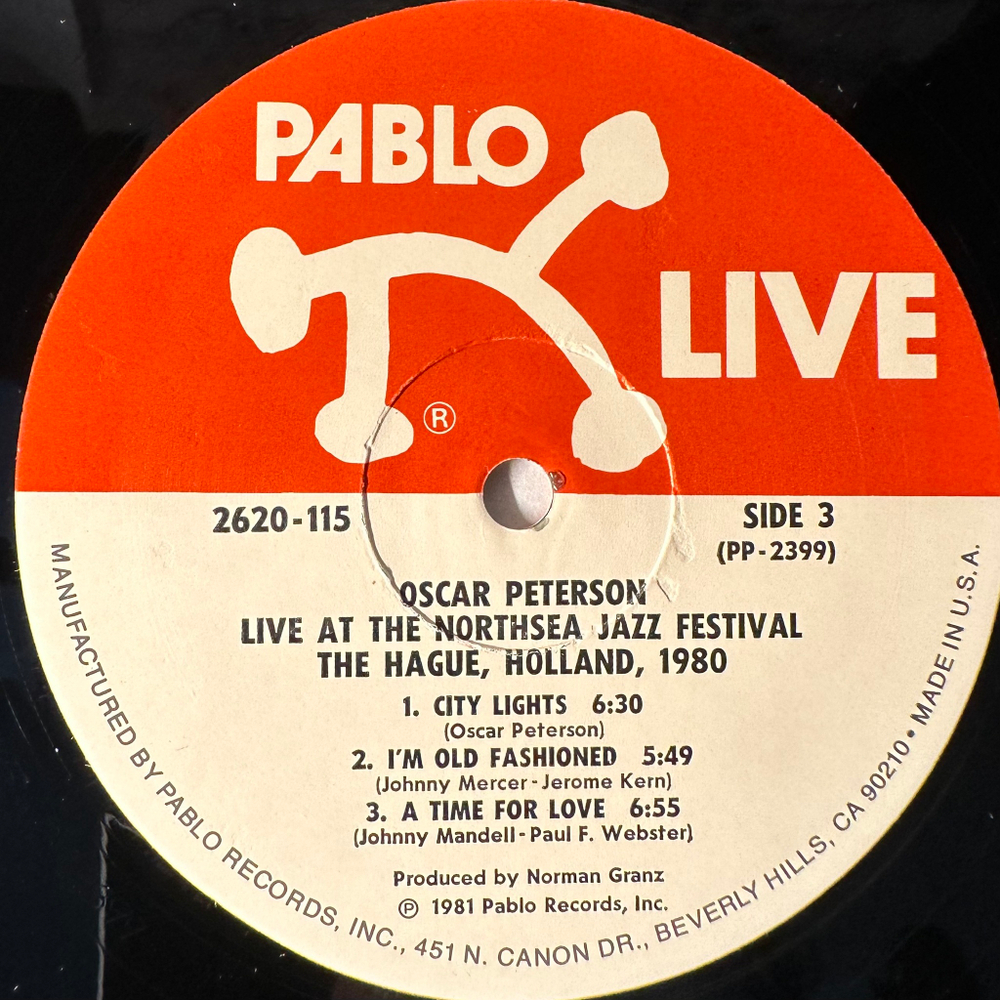 PABLO
LIVE
®
2620-115
SIDE 3
(PP-2399)
OSCAR PETERSON
LIVE AT THE NORTHSEA JAZZ FESTIVAL
THE HAGUE, HOLLAND, 1980
1. CITY LIGHTS 6:30
(Oscar Peterson)
2. I'M OLD FASHIONED 5:49
(Johnny Mercer-Jerome Kern)
3. A TIME FOR LOVE 6:55
(Johnny Mandell-Paul F. Webster)
Produced by Norman Granz
℗ 1981 Pablo Records, Inc.
MANUFACTURED BY PABLO RECORDS, INC., 451 N. CANON DR., BEVERLY HILLS, CA 90210 • MADE IN U.S.A.